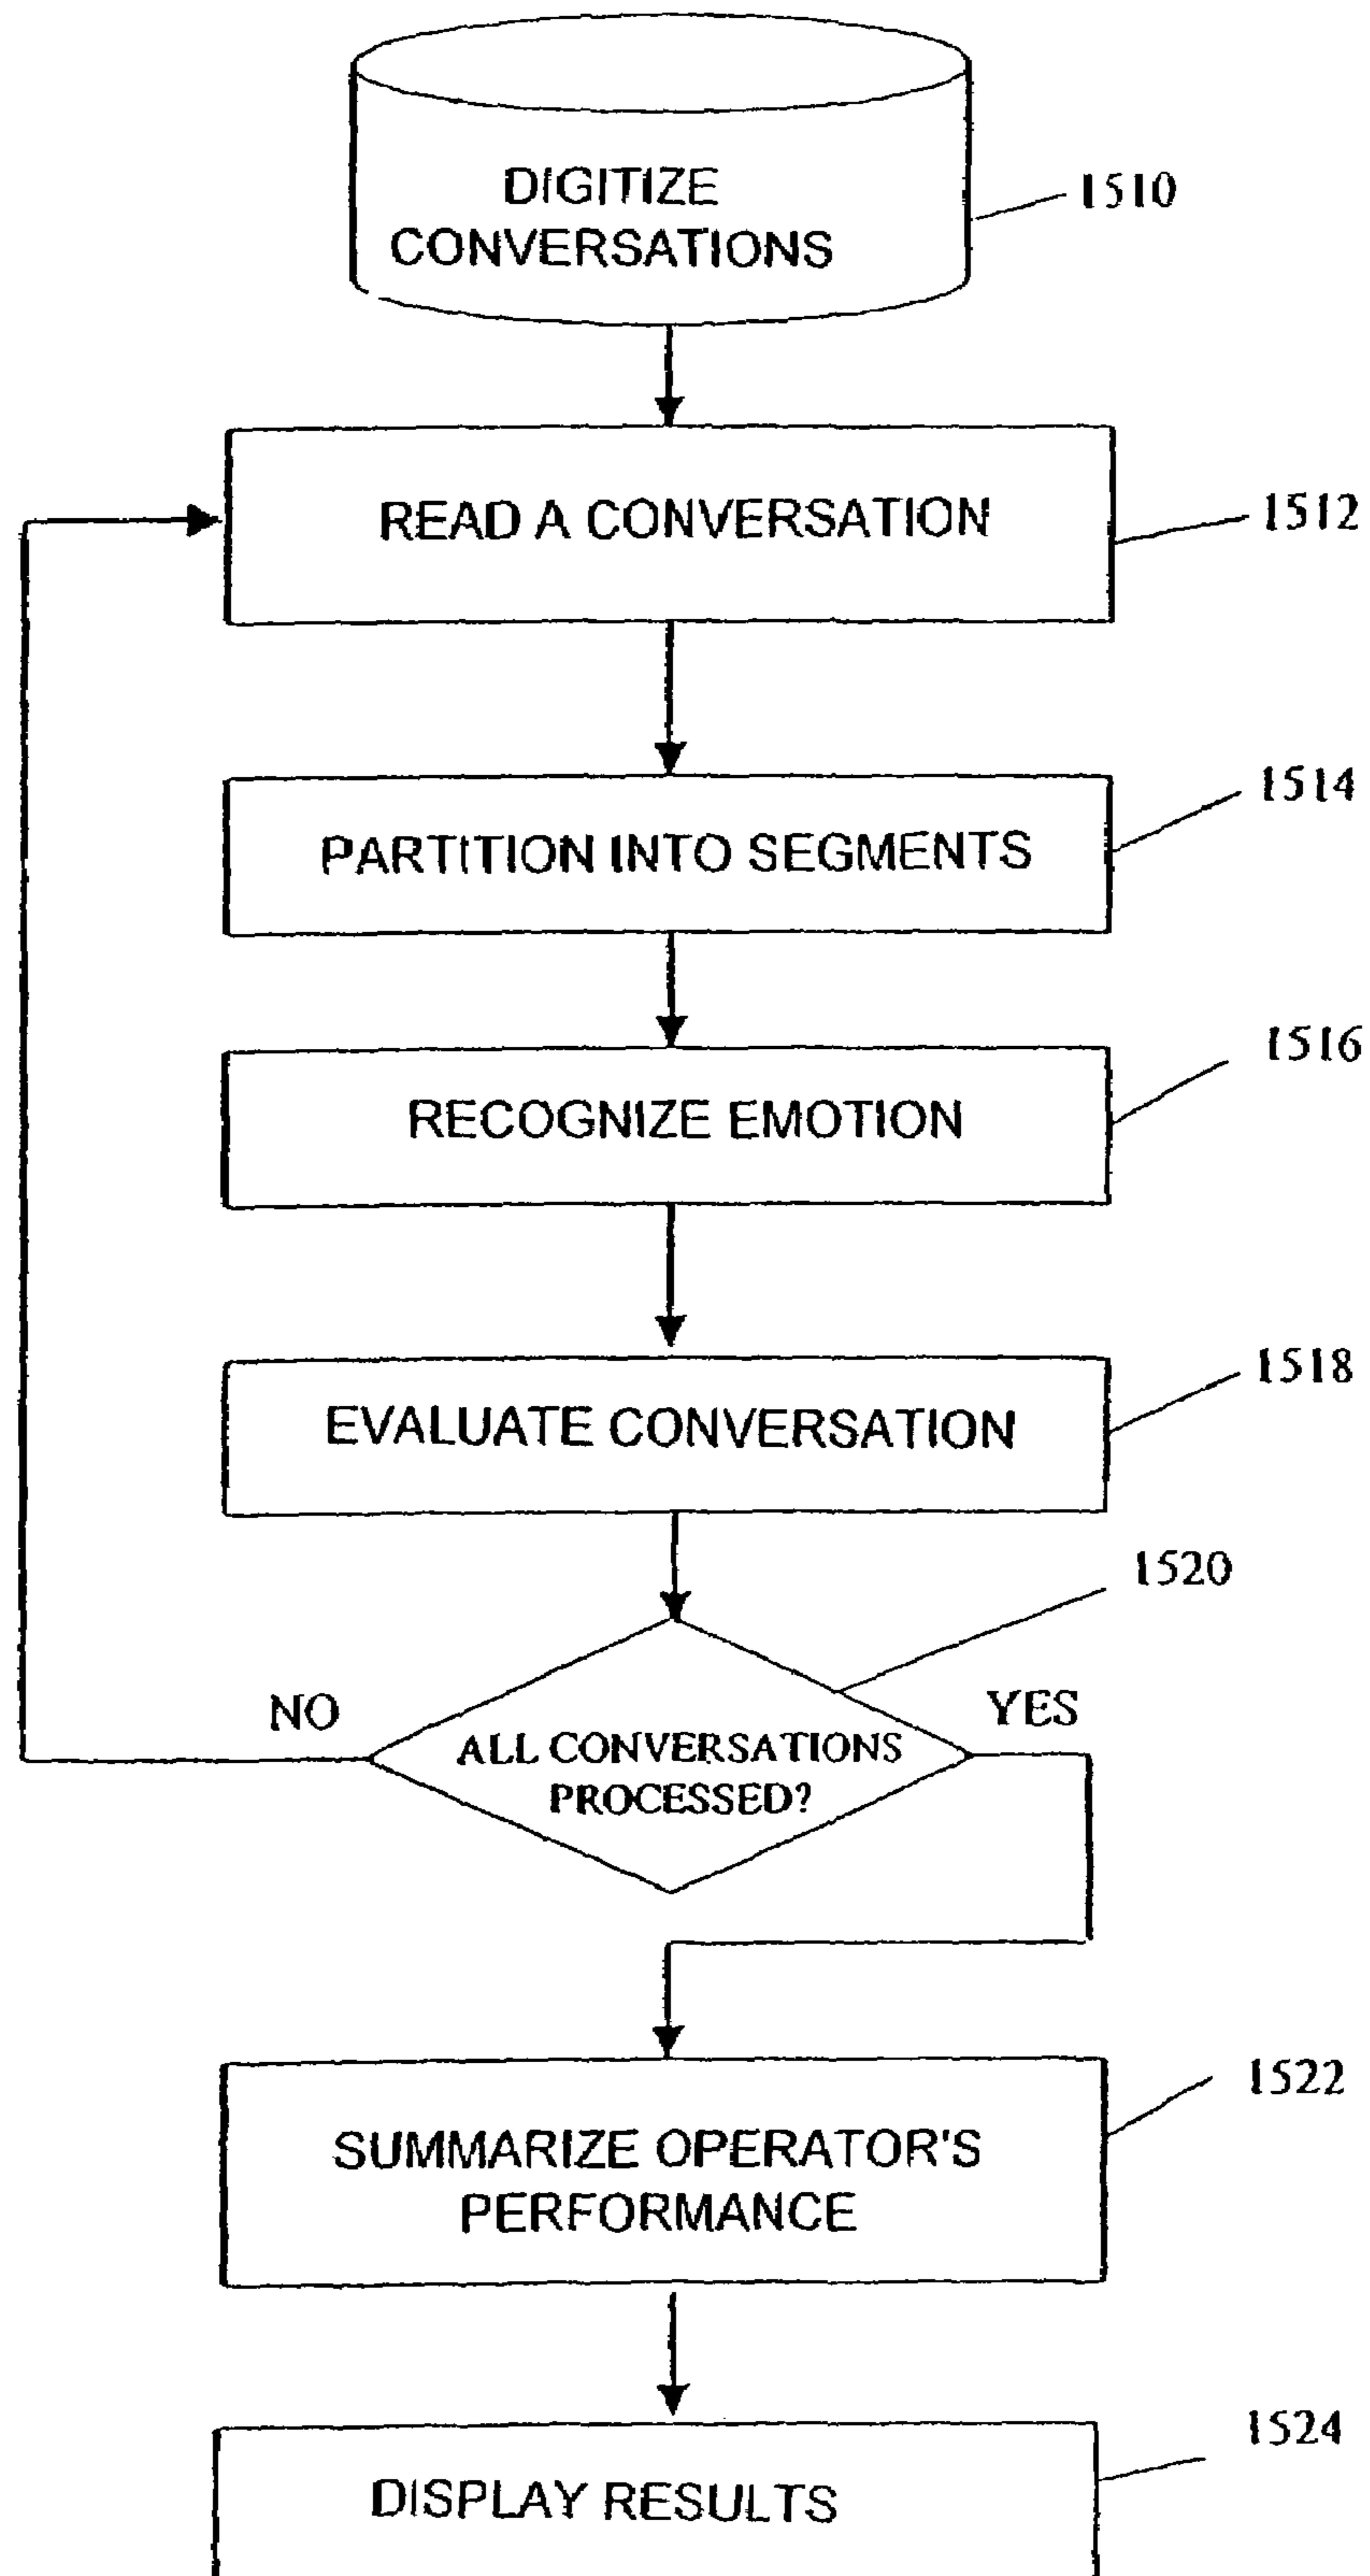 DIGITIZE
CONVERSATIONS
1510
READ A CONVERSATION
1512
PARTITION INTO SEGMENTS
1514
RECOGNIZE EMOTION
1516
EVALUATE CONVERSATION
1518
1520
NO
YES
ALL CONVERSATIONS
PROCESSED?
SUMMARIZE OPERATOR'S
PERFORMANCE
1522
DISPLAY RESULTS
1524